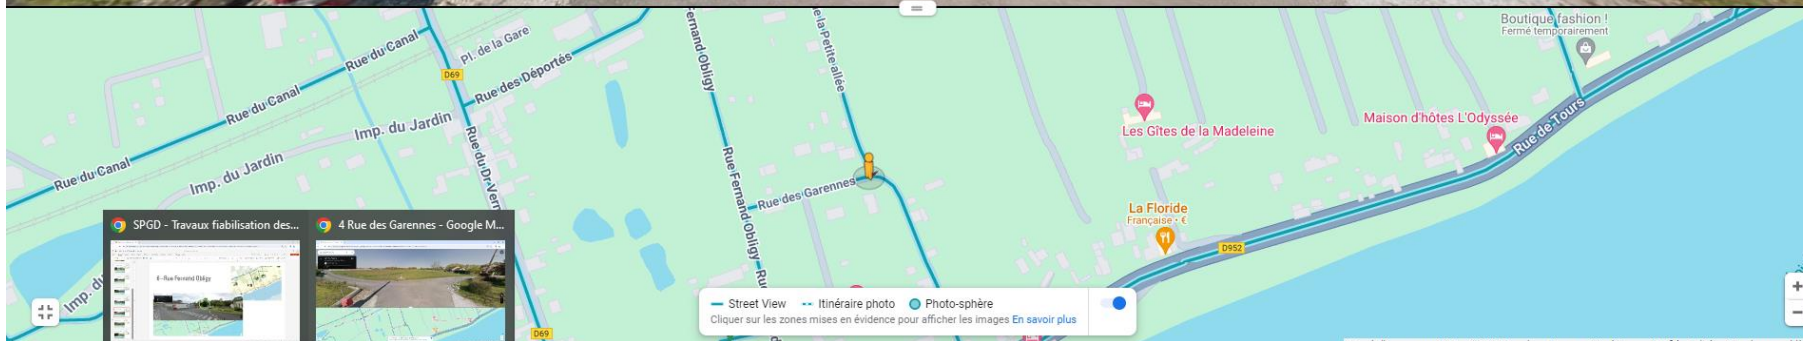 Boutique fashion !
Fermé temporairement
Rue du Canal
Pl. de la Gare
D69
Rue des Déportés
Fernand Obligy
la Petite allée
Rue du Canal
Imp. du Jardin
Les Gîtes de la Madeleine
Maison d'hôtes L'Odyssée
Rue de Tours
Rue du Canal
Imp. du Jardin
Rue du Dr
Rue Fernand Obligy
Rue des Garennes
La Floride
Française • €
D952
SPGD - Travaux fiabilisation des...
4 Rue des Garennes - Google M...
Rue Fernand Obligy
Imp.
Street View
Itinéraire photo
Photo-sphère
Cliquer sur les zones mises en évidence pour afficher les images En savoir plus
D69
+
−